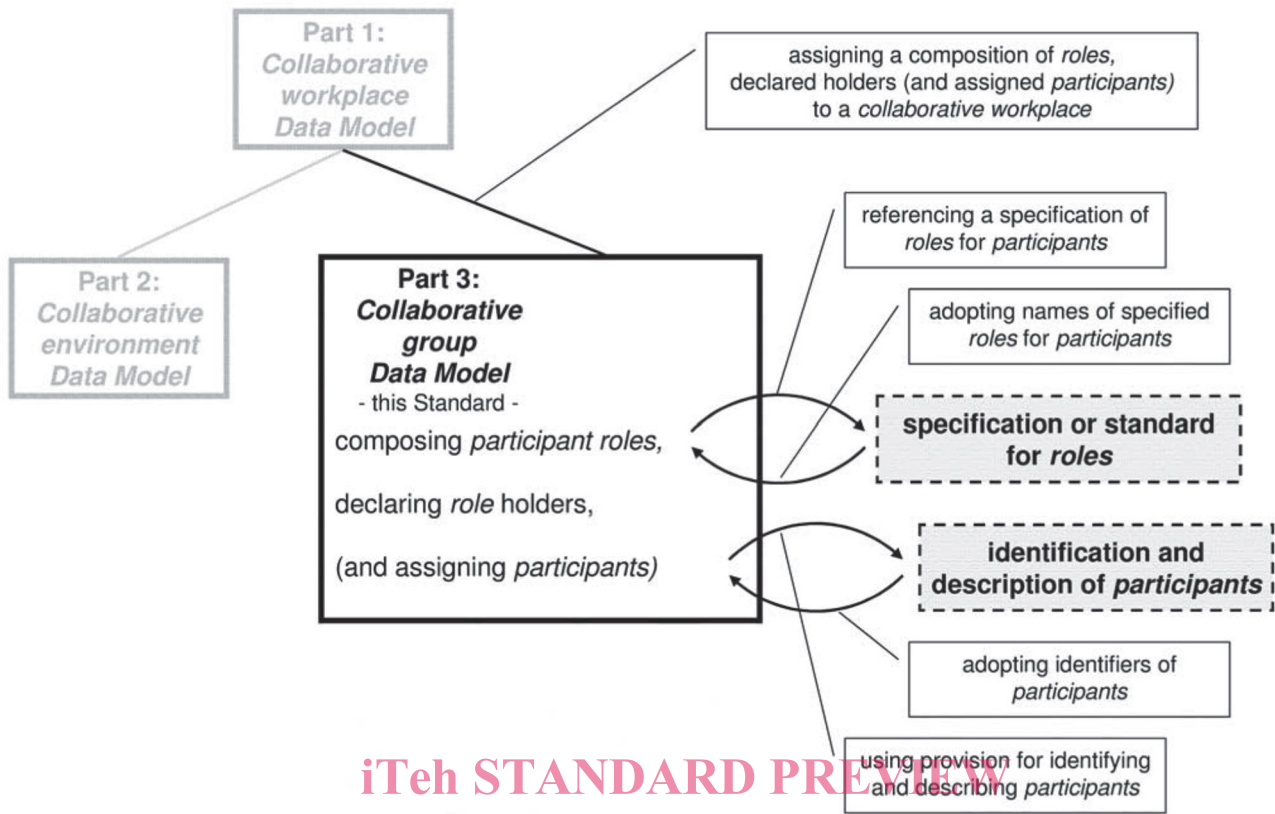 Part 1:
Collaborative
workplace
Data Model
assigning a composition of roles,
declared holders (and assigned participants)
to a collaborative workplace
referencing a specification of
roles for participants
Part 2:
Collaborative
environment
Data Model
Part 3:
Collaborative
group
Data Model
- this Standard -
composing participant roles,
declaring role holders,
(and assigning participants)
adopting names of specified
roles for participants
specification or standard
for roles
identification and
description of participants
adopting identifiers of
participants
using provision for identifying
and describing participants
iTeh STANDARD PREVIEW